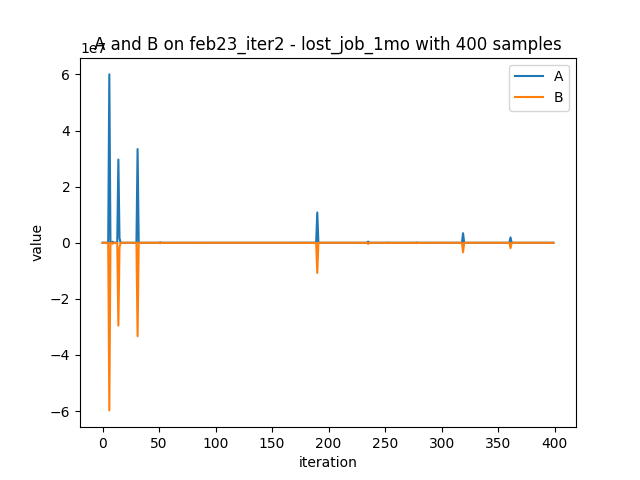 A and B on feb23_iter2 - lost_job_1mo with 400 samples
1e7
A
B
6
4
2
0
−2
−4
−6
value
0 50 100 150 200 250 300 350 400
iteration